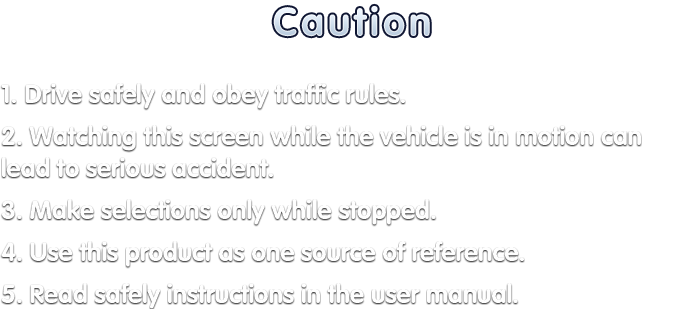 Caution
1. Drive safely and obey traffic rules.
2. Watching this screen while the vehicle is in motion can
lead to serious accident.
3. Make selections only while stopped.
4. Use this product as one source of reference.
5. Read safely instructions in the user manual.